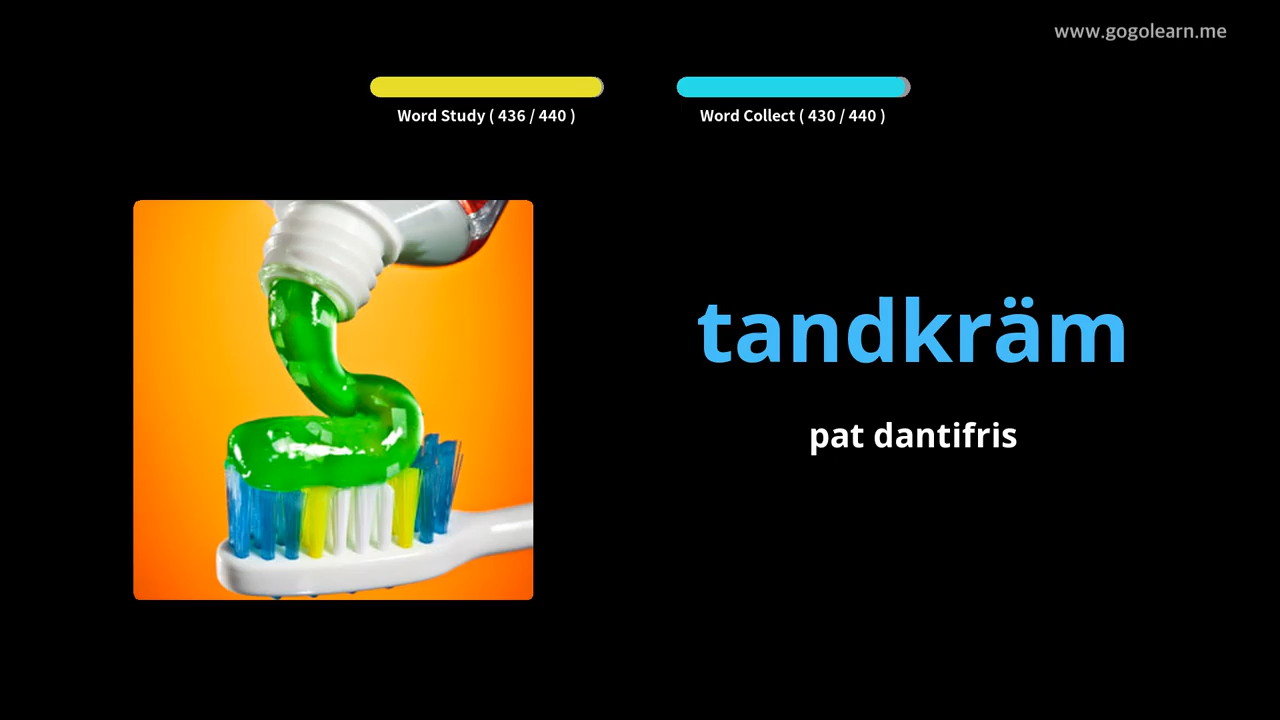 www.gogolearn.me
Word Study ( 436 / 440 )
Word Collect ( 430 / 440 )
tandkräm
pat dantifris